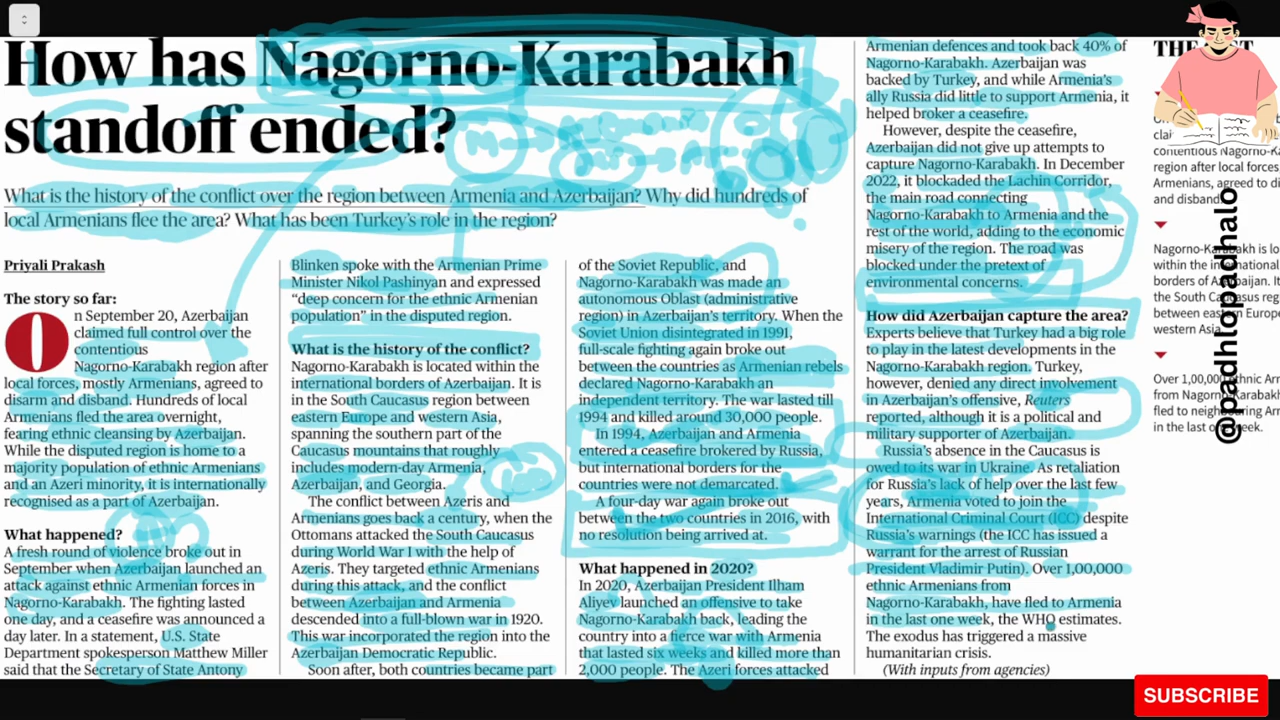 How has Nagorno-Karabakh
standoff ended?
What is the history of the conflict over the region between Armenia and Azerbaijan? Why did hundreds of
local Armenians flee the area? What has been Turkey's role in the region?
Priyali Prakash
The story so far:
On September 20, Azerbaijan
claimed full control over the
contentious
Nagorno-Karabakh region after
local forces, mostly Armenians, agreed to
disarm and disband. Hundreds of local
Armenians fled the area overnight,
fearing ethnic cleansing by Azerbaijan.
While the disputed region is home to a
majority population of ethnic Armenians
and an Azeri minority, it is internationally
recognised as a part of Azerbaijan.
What happened?
A fresh round of violence broke out in
September when Azerbaijan launched an
attack against ethnic Armenian forces in
Nagorno-Karabakh. The fighting lasted
one day, and a ceasefire was announced a
day later. In a statement, U.S. State
Department spokesperson Matthew Miller
said that the Secretary of State Antony
Blinken spoke with the Armenian Prime
Minister Nikol Pashinyan and expressed
"deep concern for the ethnic Armenian
population" in the disputed region.
What is the history of the conflict?
Nagorno-Karabakh is located within the
international borders of Azerbaijan. It is
in the South Caucasus region between
eastern Europe and western Asia,
spanning the southern part of the
Caucasus mountains that roughly
includes modern-day Armenia,
Azerbaijan, and Georgia.
The conflict between Azeris and
Armenians goes back a century, when the
Ottomans attacked the South Caucasus
during World War I with the help of
Azeris. They targeted ethnic Armenians
during this attack, and the conflict
between Azerbaijan and Armenia
descended into a full-blown war in 1920.
This war incorporated the region into the
Azerbaijan Democratic Republic.
Soon after, both countries became part
of the Soviet Republic, and
Nagorno-Karabakh was made an
autonomous Oblast (administrative
region) in Azerbaijan's territory. When the
Soviet Union disintegrated in 1991,
full-scale fighting again broke out
between the countries as Armenian rebels
declared Nagorno-Karabakh an
independent territory. The war lasted till
1994 and killed around 30,000 people.
In 1994, Azerbaijan and Armenia
entered a ceasefire brokered by Russia,
but international borders for the
countries were not demarcated.
A four-day war again broke out
between the two countries in 2016, with
no resolution being arrived at.
What happened in 2020?
In 2020, Azerbaijan President Ilham
Aliyev launched an offensive to take
Nagorno-Karabakh back, leading the
country into a fierce war with Armenia
that lasted six weeks and killed more than
2,000 people. The Azeri forces attacked
Armenian defences and took back 40% of
Nagorno-Karabakh. Azerbaijan was
backed by Turkey, and while Armenia's
ally Russia did little to support Armenia, it
helped broker a ceasefire.
However, despite the ceasefire,
Azerbaijan did not give up attempts to
capture Nagorno-Karabakh. In December
2022, it blockaded the Lachin Corridor,
the main road connecting
Nagorno-Karabakh to Armenia and the
rest of the world, adding to the economic
misery of the region. The road was
blocked under the pretext of
environmental concerns.
How did Azerbaijan capture the area?
Experts believe that Turkey had a big role
to play in the latest developments in the
Nagorno-Karabakh region. Turkey,
however, denied any direct involvement
in Azerbaijan's offensive, Reuters
reported, although it is a political and
military supporter of Azerbaijan.
Russia's absence in the Caucasus is
owed to its war in Ukraine. As retaliation
for Russia's lack of help over the last few
years, Armenia voted to join the
International Criminal Court (ICC) despite
Russia's warnings (the ICC has issued a
warrant for the arrest of Russian
President Vladimir Putin). Over 1,00,000
ethnic Armenians from
Nagorno-Karabakh, have fled to Armenia
in the last one week, the WHO estimates.
The exodus has triggered a massive
humanitarian crisis.
(With inputs from agencies)
contentious
region after local forces
Armenians, agreed to
and disband
is lo
within the
borders of
the South
between
western Asia
Over 1,00,000
from
fled to
in the last
@padhlopadhalo
SUBSCRIBE